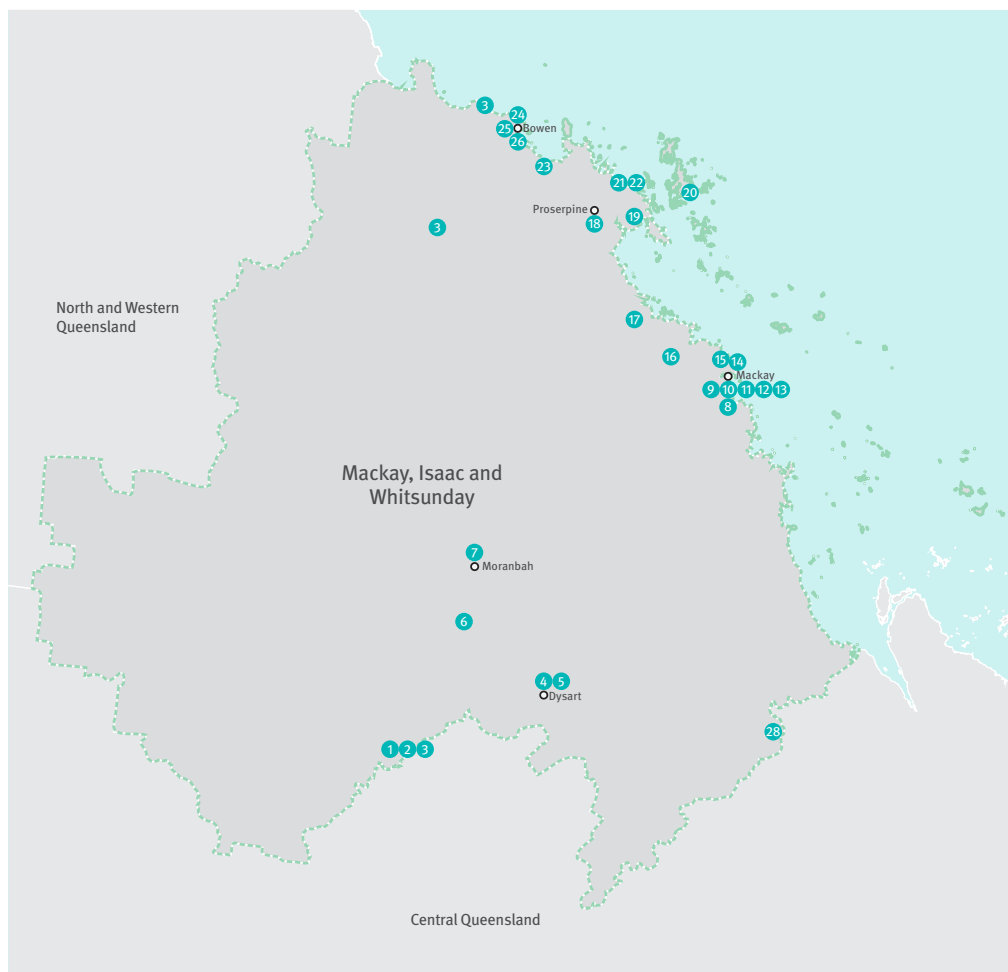 3
24
25
Bowen
26
23
21 22
20
Proserpine
19
18
3
North and Western
Queensland
17
16
15 14
Mackay
9 10 11 12 13
8
Mackay, Isaac and
Whitsunday
7
Moranbah
6
4 5
Dysart
28
1 2 3
Central Queensland